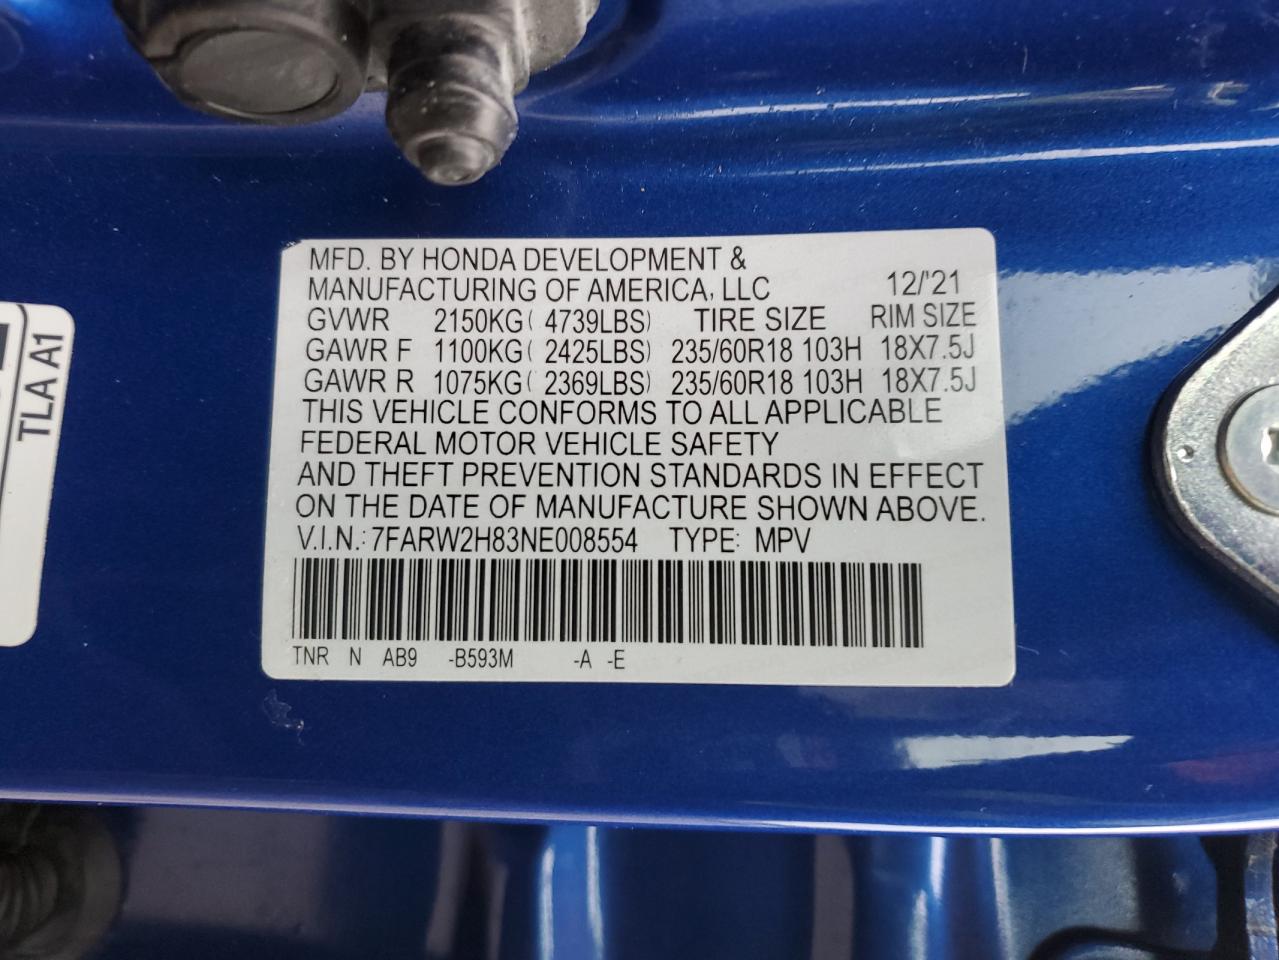 MFD. BY HONDA DEVELOPMENT &
MANUFACTURING OF AMERICA, LLC 12/'21
GVWR 2150KG( 4739LBS) TIRE SIZE RIM SIZE
GAWR F 1100KG( 2425LBS) 235/60R18 103H 18X7.5J
GAWR R 1075KG( 2369LBS) 235/60R18 103H 18X7.5J
THIS VEHICLE CONFORMS TO ALL APPLICABLE
FEDERAL MOTOR VEHICLE SAFETY
AND THEFT PREVENTION STANDARDS IN EFFECT
ON THE DATE OF MANUFACTURE SHOWN ABOVE.
V.I.N.: 7FARW2H83NE008554 TYPE: MPV
TNR N AB9 -B593M -A -E
TLA A1